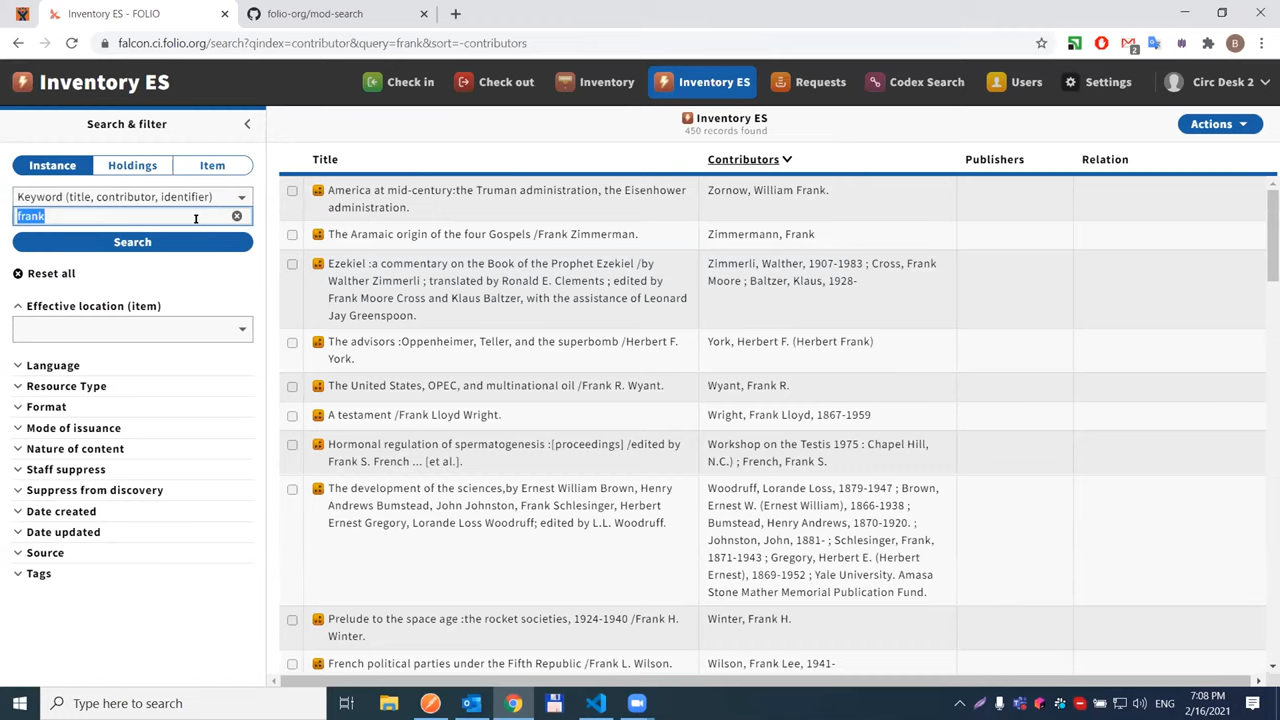 Inventory ES - FOLIO
folio-org/mod-search
falcon.ci.folio.org/search?qindex=contributor&query=frank&sort=-contributors
2
B
Inventory ES
Check in
Check out
Inventory
Inventory ES
Requests
Codex Search
Users
Settings
Circ Desk 2
Search & filter
Inventory ES
450 records found
Actions
Instance
Holdings
Item
Keyword (title, contributor, identifier)
frank
Search
Reset all
Effective location (item)
Language
Resource Type
Format
Mode of issuance
Nature of content
Staff suppress
Suppress from discovery
Date created
Date updated
Source
Tags
Title
Contributors
Publishers
Relation
America at mid-century:the Truman administration, the Eisenhower
administration.
Zornow, William Frank.
The Aramaic origin of the four Gospels /Frank Zimmerman.
Zimmermann, Frank
Ezekiel :a commentary on the Book of the Prophet Ezekiel /by
Walther Zimmerli ; translated by Ronald E. Clements ; edited by
Frank Moore Cross and Klaus Baltzer, with the assistance of Leonard
Jay Greenspoon.
Zimmerli, Walther, 1907-1983 ; Cross, Frank
Moore ; Baltzer, Klaus, 1928-
The advisors :Oppenheimer, Teller, and the superbomb /Herbert F.
York.
York, Herbert F. (Herbert Frank)
The United States, OPEC, and multinational oil /Frank R. Wyant.
Wyant, Frank R.
A testament /Frank Lloyd Wright.
Wright, Frank Lloyd, 1867-1959
Hormonal regulation of spermatogenesis :[proceedings] /edited by
Frank S. French ... [et al.].
Workshop on the Testis 1975 : Chapel Hill,
N.C.) ; French, Frank S.
The development of the sciences,by Ernest William Brown, Henry
Andrews Bumstead, John Johnston, Frank Schlesinger, Herbert
Ernest Gregory, Lorande Loss Woodruff; edited by L.L. Woodruff.
Woodruff, Lorande Loss, 1879-1947 ; Brown,
Ernest W. (Ernest William), 1866-1938 ;
Bumstead, Henry Andrews, 1870-1920. ;
Johnston, John, 1881- ; Schlesinger, Frank,
1871-1943 ; Gregory, Herbert E. (Herbert
Ernest), 1869-1952 ; Yale University. Amasa
Stone Mather Memorial Publication Fund.
Prelude to the space age :the rocket societies, 1924-1940 /Frank H.
Winter.
Winter, Frank H.
French political parties under the Fifth Republic /Frank L. Wilson.
Wilson, Frank Lee, 1941-
Type here to search
ENG
7:08 PM
2/16/2021